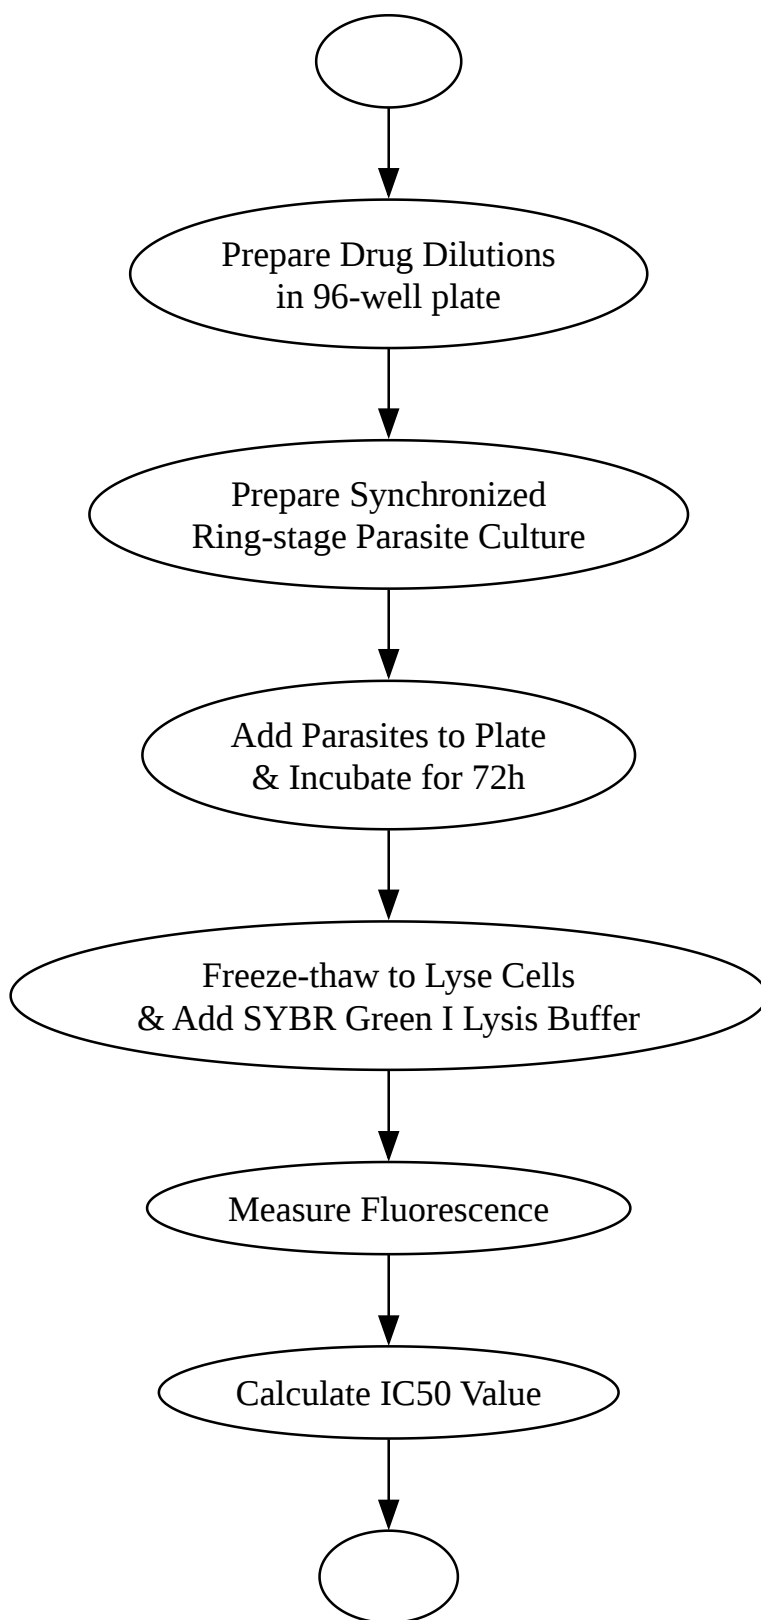 Prepare Drug Dilutions
in 96-well plate
Prepare Synchronized
Ring-stage Parasite Culture
Add Parasites to Plate
& Incubate for 72h
Freeze-thaw to Lyse Cells
& Add SYBR Green I Lysis Buffer
Measure Fluorescence
Calculate IC50 Value